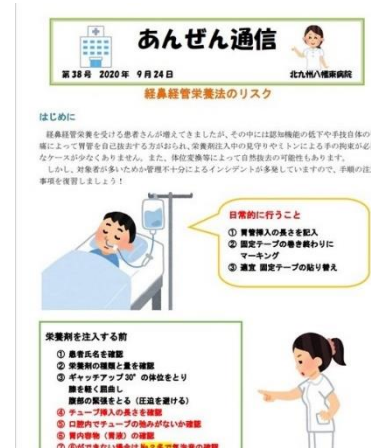 あんぜん通信
第38号 2020年 9月24日 北九州八幡東病院
経鼻経管栄養法のリスク
はじめに
経鼻経管栄養を受ける患者さんが増えてきましたが、その中には認知機能の低下や手技自体の
痛によって胃管を自己抜去する方がおられ、栄養剤注入中の見守りやミトンによる手の拘束が必
なケースが少なくありません。また、体位変換等によって自然抜去の可能性もあります。
しかし、対象者が多いためか管理不十分によるインシデントが多発していますので、手順の注
事項を復習しましょう!
日常的に行うこと
① 胃管挿入の長さを記入
② 固定テープの巻き終わりに
マーキング
③ 適宜 固定テープの貼り替え
栄養剤を注入する前
① 患者氏名を確認
② 栄養剤の種類と量を確認
③ ギャッチアップ30°の体位をとり
膝を軽く屈曲し
腹部の緊張をとる(圧迫を避ける)
④ チューブ挿入の長さを確認
⑤ 口腔内でチューブの撓みがないか確認
⑥ 胃内容物(胃液)の確認